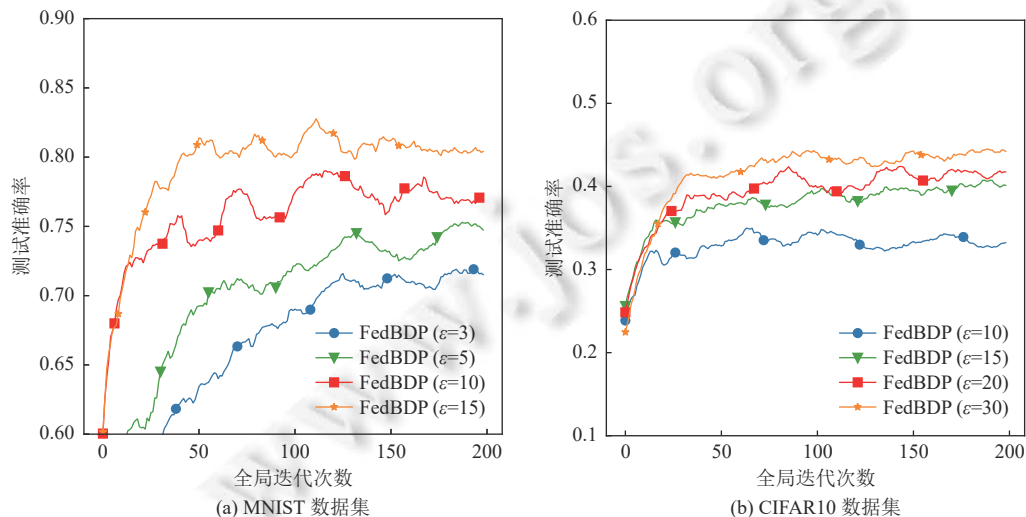 0.90
0.85
0.80
0.75
0.70
0.65
0.60
测试准确率
0
50
100
150
200
全局迭代次数
FedBDP (ε=3)
FedBDP (ε=5)
FedBDP (ε=10)
FedBDP (ε=15)
(a) MNIST 数据集
0.6
0.5
0.4
0.3
0.2
0.1
测试准确率
0
50
100
150
200
全局迭代次数
FedBDP (ε=10)
FedBDP (ε=15)
FedBDP (ε=20)
FedBDP (ε=30)
(b) CIFAR10 数据集
www.jos.org